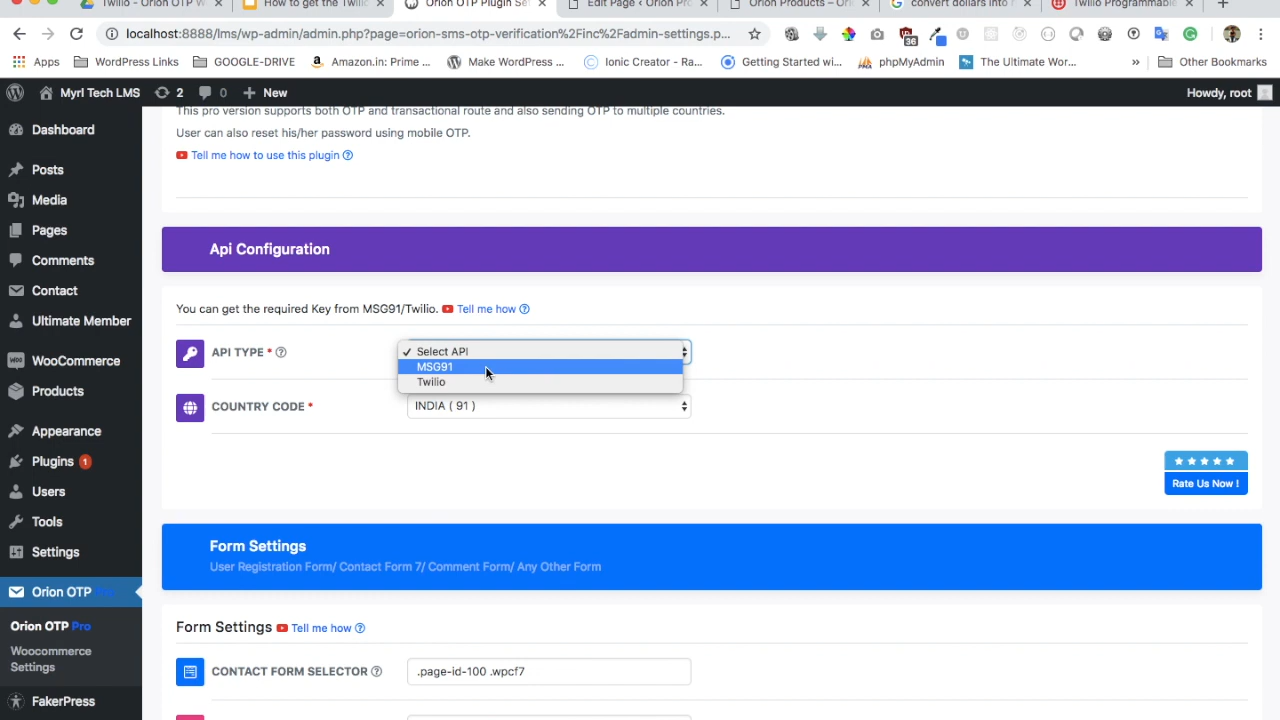 Twilio - Orion OTP W
How to get the Twilio
Orion OTP Plugin Set
Edit Page ‹ Orion Pro
Orion Products – Ori
convert dollars into r
Twilio Programmable
localhost:8888/lms/wp-admin/admin.php?page=orion-sms-otp-verification%2Finc%2Fadmin-settings.p...
36
Apps
WordPress Links
GOOGLE-DRIVE
Amazon.in: Prime ...
Make WordPress ...
Ionic Creator - Ra...
Getting Started wi...
phpMyAdmin
The Ultimate Wor...
»
Other Bookmarks
Myrl Tech LMS
2
0
+ New
Howdy, root
Dashboard
Posts
Media
Pages
Comments
Contact
Ultimate Member
WooCommerce
Products
Appearance
Plugins 1
Users
Tools
Settings
Orion OTP Pro
Orion OTP Pro
Woocommerce
Settings
FakerPress
This pro version supports both OTP and transactional route and also sending OTP to multiple countries.
User can also reset his/her password using mobile OTP.
Tell me how to use this plugin ?
Api Configuration
You can get the required Key from MSG91/Twilio. Tell me how ?
API TYPE * ?
✓ Select API
MSG91
Twilio
COUNTRY CODE *
INDIA ( 91 )
★ ★ ★ ★ ★
Rate Us Now !
Form Settings
User Registration Form/ Contact Form 7/ Comment Form/ Any Other Form
Form Settings Tell me how ?
CONTACT FORM SELECTOR ?
.page-id-100 .wpcf7